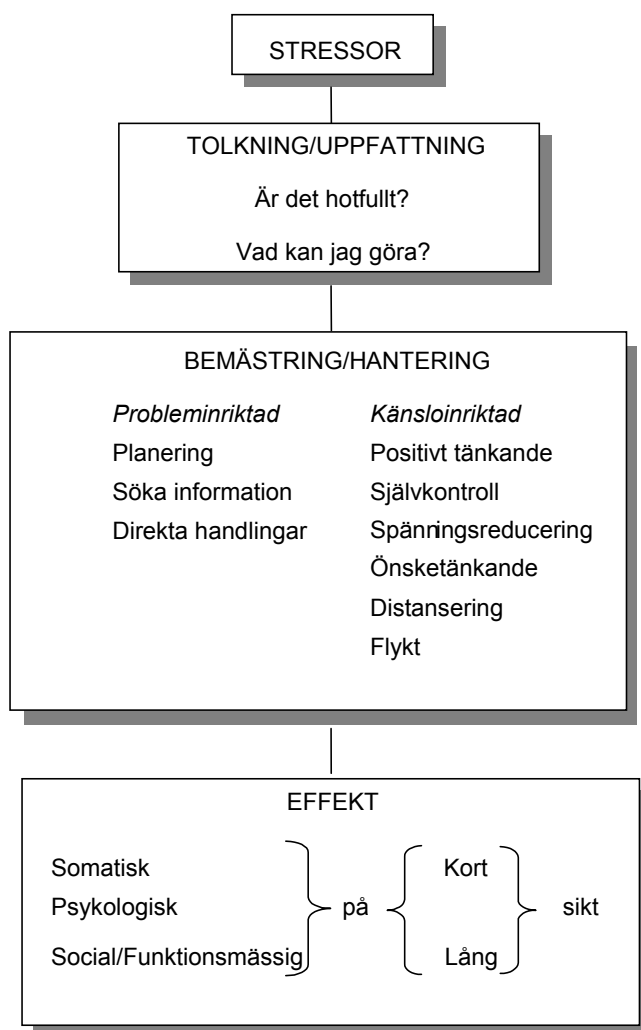 STRESSOR
TOLKNING/UPPFATTNING
Är det hotfullt?
Vad kan jag göra?
BEMÄSTRING/HANTERING
Probleminriktad Känsloinriktad
Planering Positivt tänkande
Söka information Självkontroll
Direkta handlingar Spänningsreducering
Önsketänkande
Distansering
Flykt
EFFEKT
Somatisk Kort
Psykologisk på sikt
Social/Funktionsmässig Lång